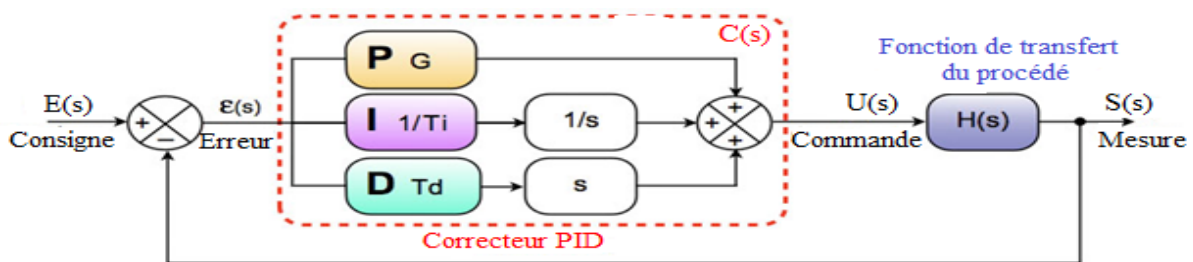 C(s)
Fonction de transfert
du procédé
P G
E(s)
Consigne
+
−
ε(s)
Erreur
I 1/Ti
1/s
+
+
+
U(s)
Commande
H(s)
S(s)
Mesure
D Td
s
Correcteur PID